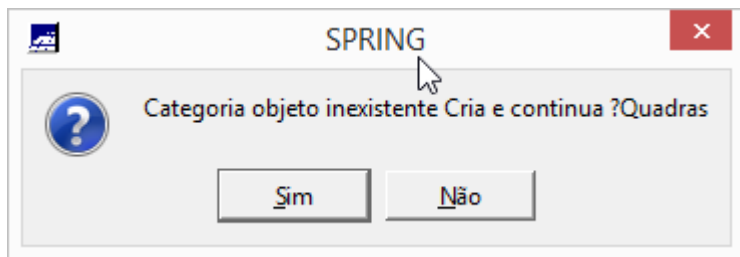 SPRING
Categoria objeto inexistente Cria e continua ?Quadras
Sim Não